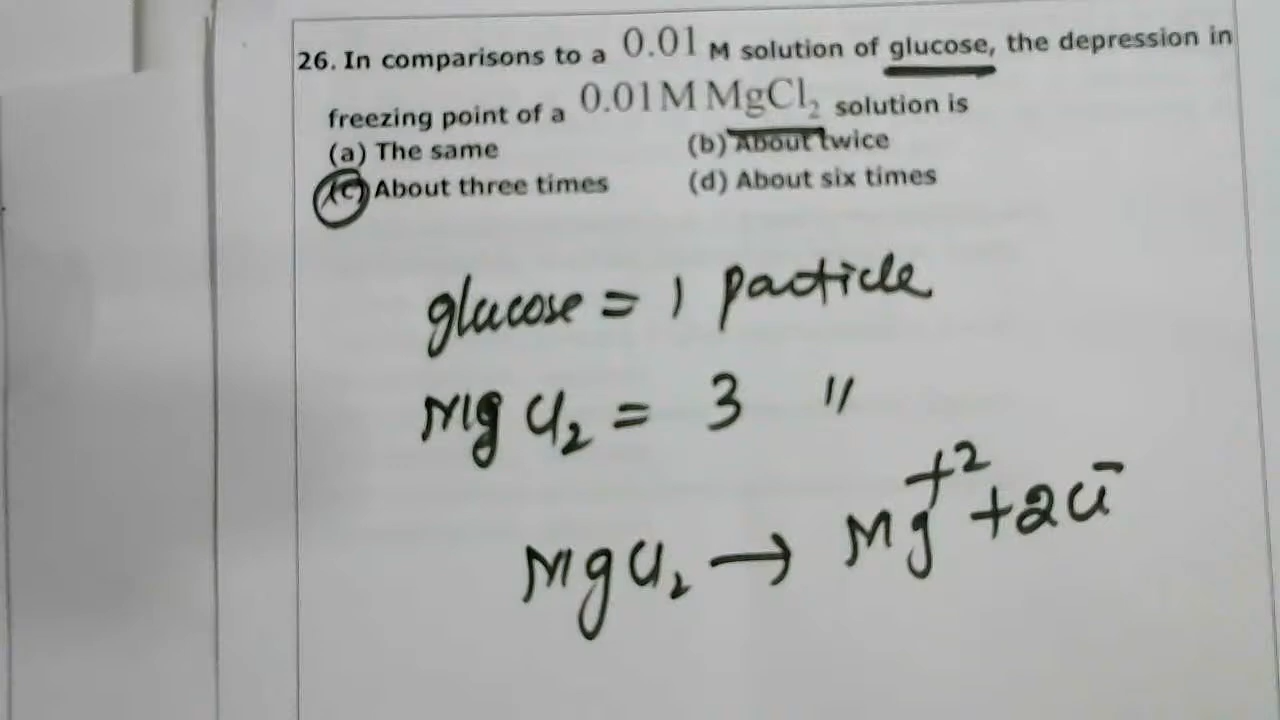 26. In comparisons to a 0.01 M solution of glucose, the depression in
freezing point of a 0.01M MgCl₂ solution is
(a) The same (b) About twice
(c) About three times (d) About six times
glucose = 1 particle
MgCl₂ = 3 "
MgCl₂ → Mg⁺² + 2Cl⁻